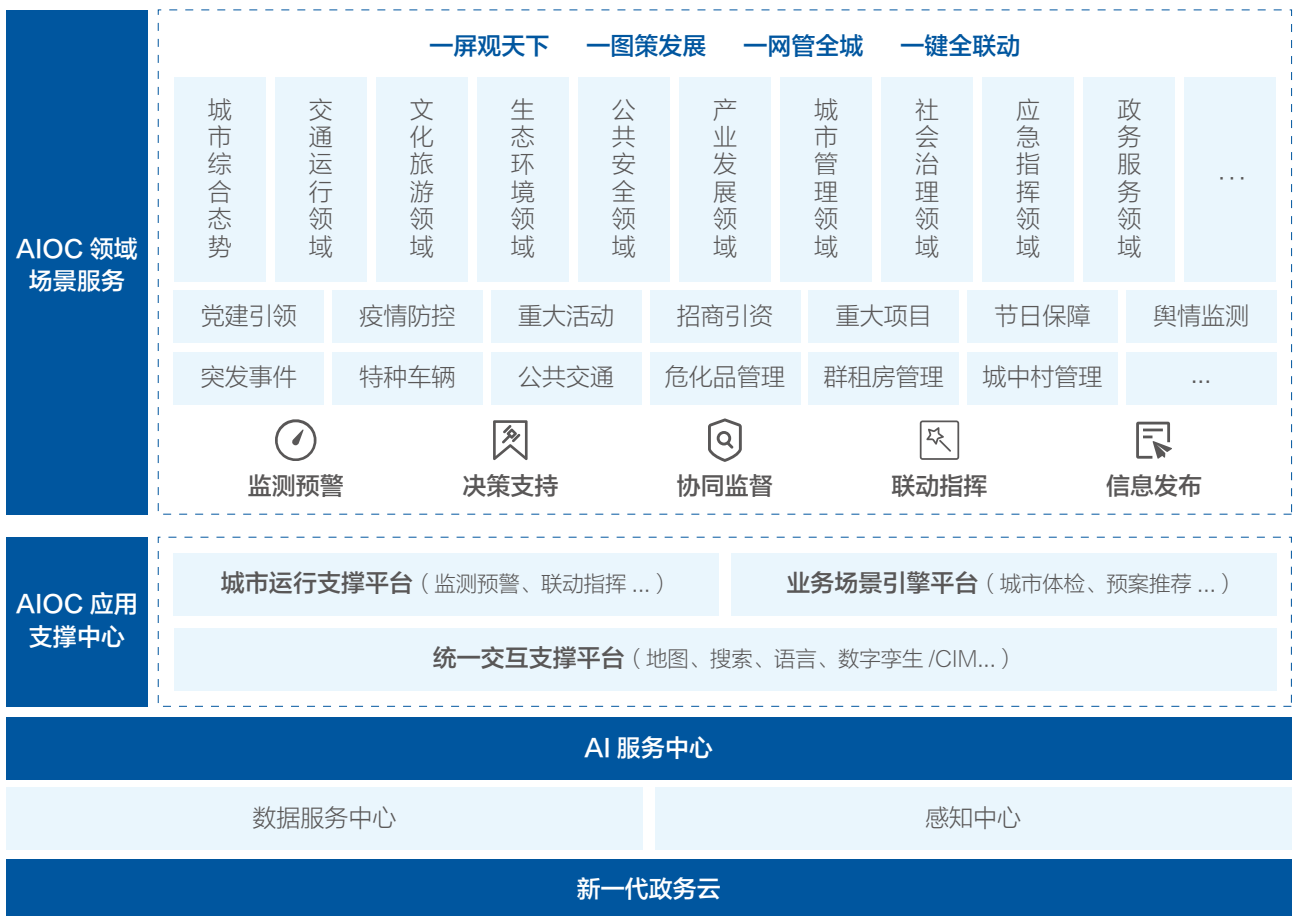 一屏观天下 一图策发展 一网管全城 一键全联动
AIOC 领域
场景服务
城市综合态势
交通运行领域
文化旅游领域
生态环境领域
公共安全领域
产业发展领域
城市管理领域
社会治理领域
应急指挥领域
政务服务领域
...
党建引领 疫情防控 重大活动 招商引资 重大项目 节日保障 舆情监测
突发事件 特种车辆 公共交通 危化品管理 群租房管理 城中村管理 ...
监测预警 决策支持 协同监督 联动指挥 信息发布
AIOC 应用
支撑中心
城市运行支撑平台（监测预警、联动指挥 ...） 业务场景引擎平台（城市体检、预案推荐 ...）
统一交互支撑平台（地图、搜索、语言、数字孪生 /CIM...）
AI 服务中心
数据服务中心 感知中心
新一代政务云